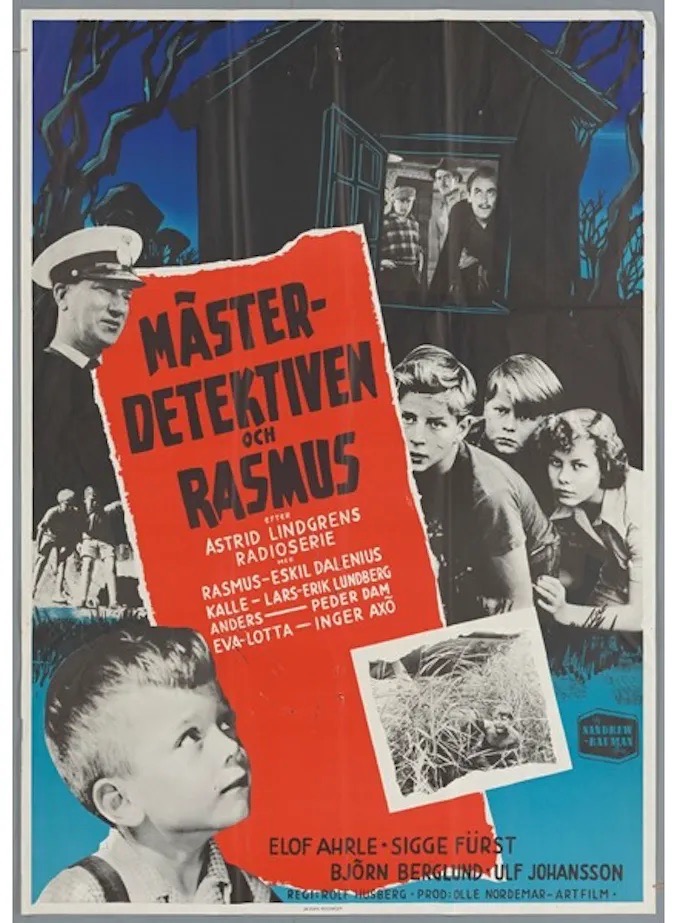 MÄSTER-
DETEKTIVEN
OCH
RASMUS
EFTER
ASTRID LINDGRENS
RADIOSERIE
MED
RASMUS-ESKIL DALENIUS
KALLE-LARS-ERIK LUNDBERG
ANDERS—PEDER DAM
EVA-LOTTA-INGER AXÖ
SANDREW
-BAUMAN
ELOF AHRLE·SIGGE FÜRST
BJÖRN BERGLUND·ULF JOHANSSON
REGI:ROLF HUSBERG·PROD:OLLE NORDEMAR-ARTFILM·